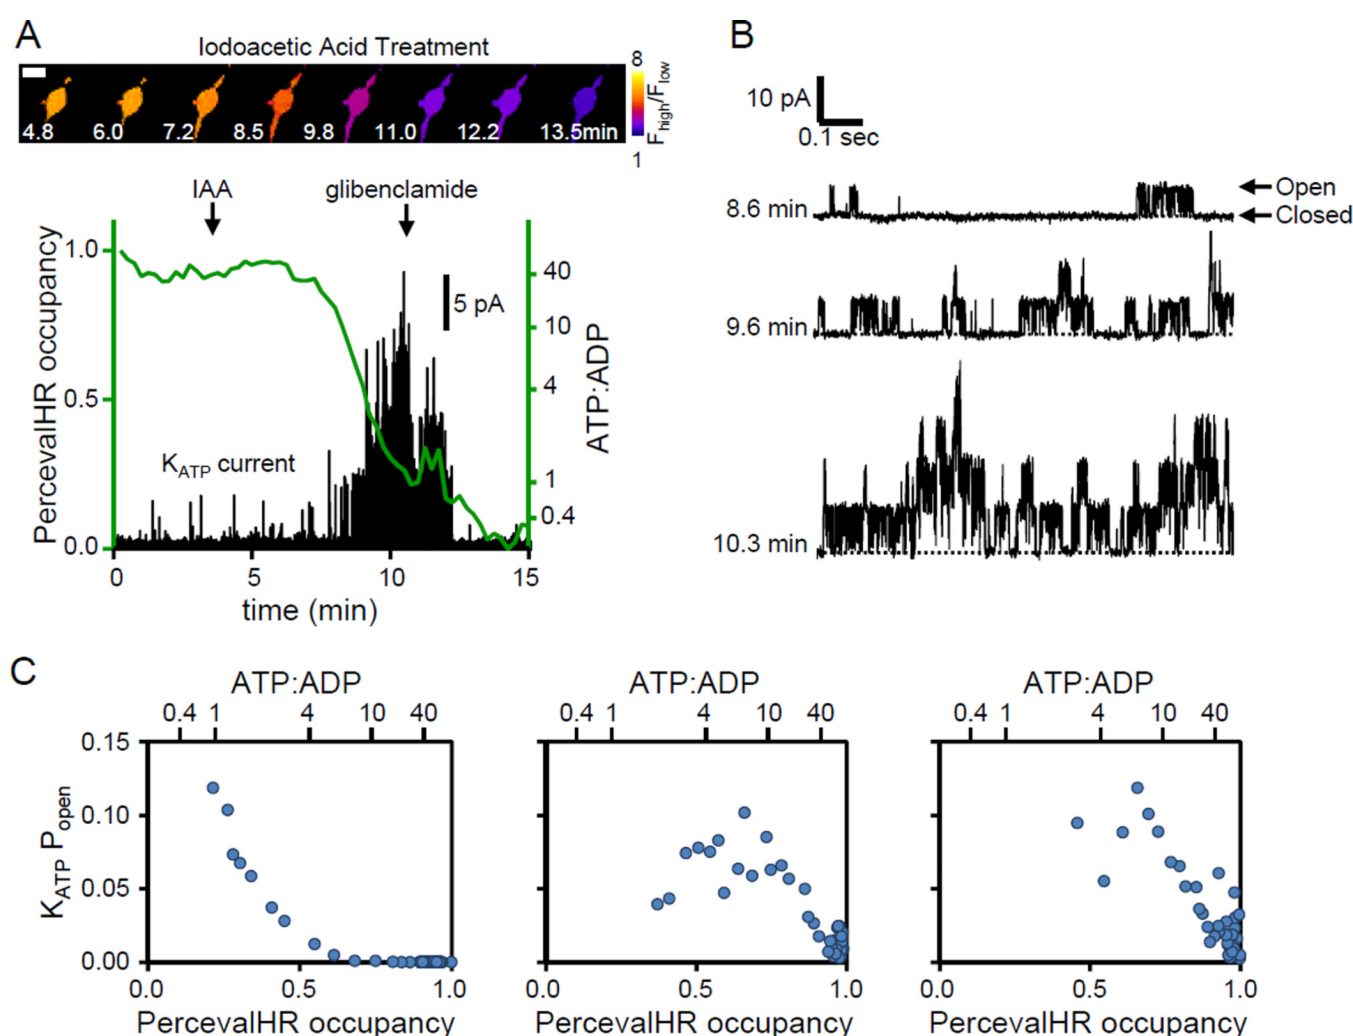 A
Iodoacetic Acid Treatment
4.8 6.0 7.2 8.5 9.8 11.0 12.2 13.5min
8
1
Fhigh/Flow
IAA
glibenclamide
PercevalHR occupancy
1.0
0.5
0.0
5 pA
KATP current
40
10
4
1
0.4
ATP:ADP
0 5 10 15
time (min)
B
10 pA
0.1 sec
8.6 min
Open
Closed
9.6 min
10.3 min
C
ATP:ADP
0.4 1 4 10 40
KATP Popen
0.15
0.10
0.05
0.00
0.0 0.5 1.0
PercevalHR occupancy
ATP:ADP
0.4 1 4 10 40
0.0 0.5 1.0
PercevalHR occupancy
ATP:ADP
0.4 1 4 10 40
0.0 0.5 1.0
PercevalHR occupancy